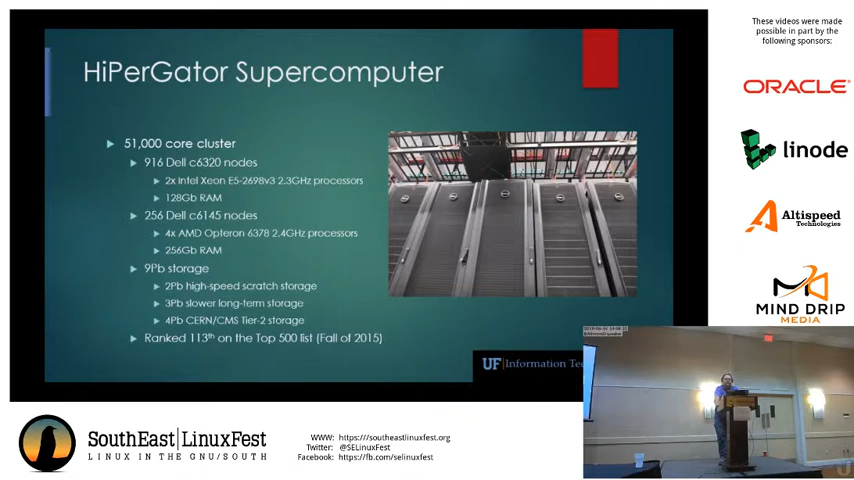 HiPerGator Supercomputer
51,000 core cluster
916 Dell c6320 nodes
2x Intel Xeon E5-2698v3 2.3GHz processors
128Gb RAM
256 Dell c6145 nodes
4x AMD Opteron 6378 2.4GHz processors
256Gb RAM
9Pb storage
2Pb high-speed scratch storage
3Pb slower long-term storage
4Pb CERN/CMS Tier-2 storage
Ranked 113th on the Top 500 list (Fall of 2015)
UF Information
These videos were made
possible in part by the
following sponsors:
ORACLE
linode
Altispeed
Technologies
MIND DRIP
MEDIA
SouthEast LinuxFest
LINUX IN THE GNU/SOUTH
WWW: https://southeastlinuxfest.org
Twitter: @SELinuxFest
Facebook: https://fb.com/selinuxfest